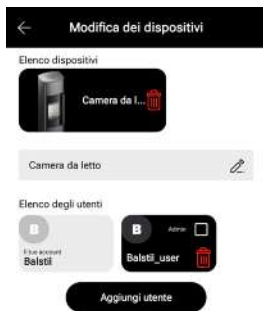 Modifica dei dispositivi
Elenco dispositivi
Camera da l...
Camera da letto
Elenco degli utenti
B
Il tuo account
Balstil
B
Admin
Balstil_user
Aggiungi utente